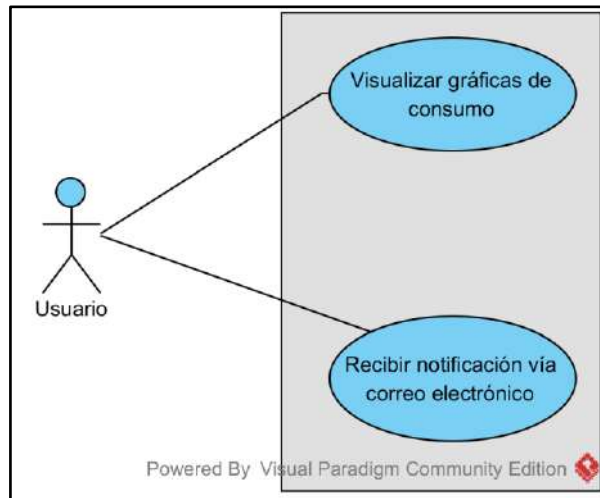 Visualizar gráficas de
consumo
Usuario
Recibir notificación vía
correo electrónico
Powered By Visual Paradigm Community Edition